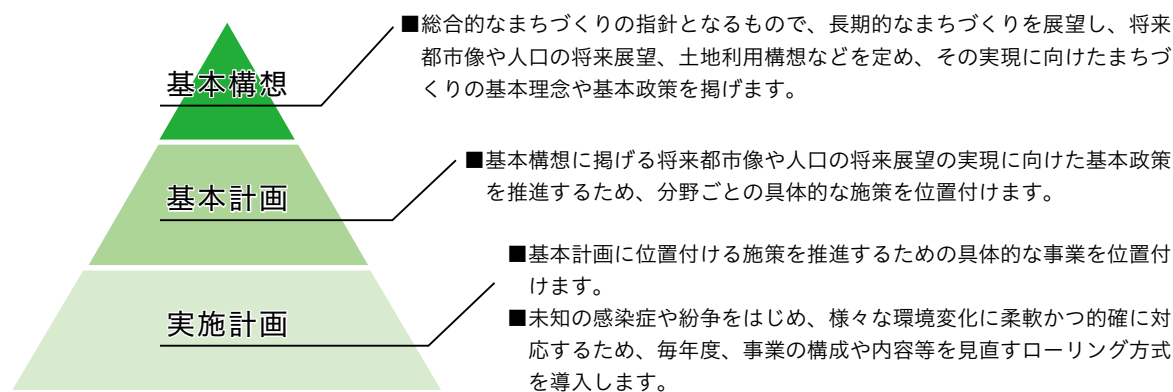 基本構想
■総合的なまちづくりの指針となるもので、長期的なまちづくりを展望し、将来
都市像や人口の将来展望、土地利用構想などを定め、その実現に向けたまちづ
くりの基本理念や基本政策を掲げます。
基本計画
■基本構想に掲げる将来都市像や人口の将来展望の実現に向けた基本政策
を推進するため、分野ごとの具体的な施策を位置付けます。
実施計画
■基本計画に位置付ける施策を推進するための具体的な事業を位置付
けます。
■未知の感染症や紛争をはじめ、様々な環境変化に柔軟かつ的確に対
応するため、毎年度、事業の構成や内容等を見直すローリング方式
を導入します。